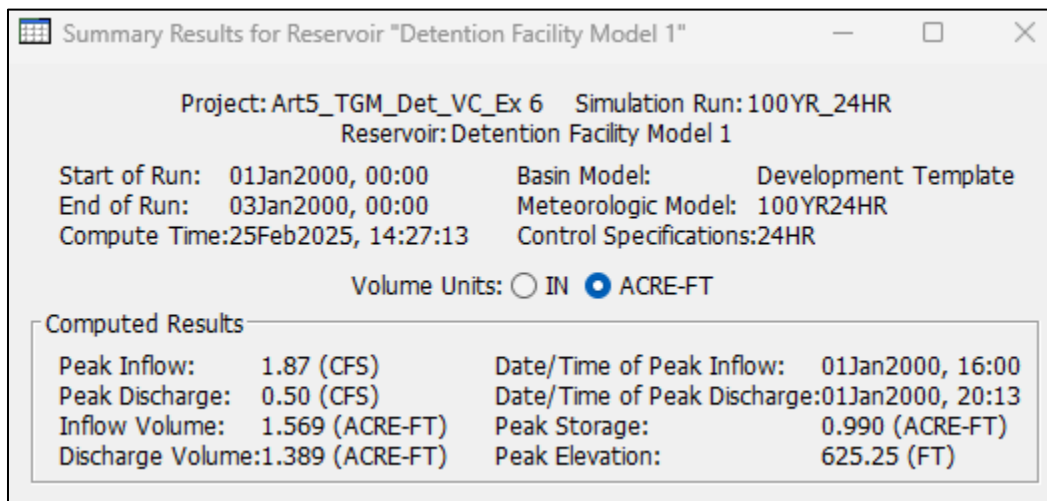 Summary Results for Reservoir "Detention Facility Model 1"
Project: Art5_TGM_Det_VC_Ex 6 Simulation Run: 100YR_24HR
Reservoir: Detention Facility Model 1
Start of Run: 01Jan2000, 00:00 Basin Model: Development Template
End of Run: 03Jan2000, 00:00 Meteorologic Model: 100YR24HR
Compute Time:25Feb2025, 14:27:13 Control Specifications:24HR
Volume Units: IN ACRE-FT
Computed Results
Peak Inflow: 1.87 (CFS) Date/Time of Peak Inflow: 01Jan2000, 16:00
Peak Discharge: 0.50 (CFS) Date/Time of Peak Discharge:01Jan2000, 20:13
Inflow Volume: 1.569 (ACRE-FT) Peak Storage: 0.990 (ACRE-FT)
Discharge Volume:1.389 (ACRE-FT) Peak Elevation: 625.25 (FT)